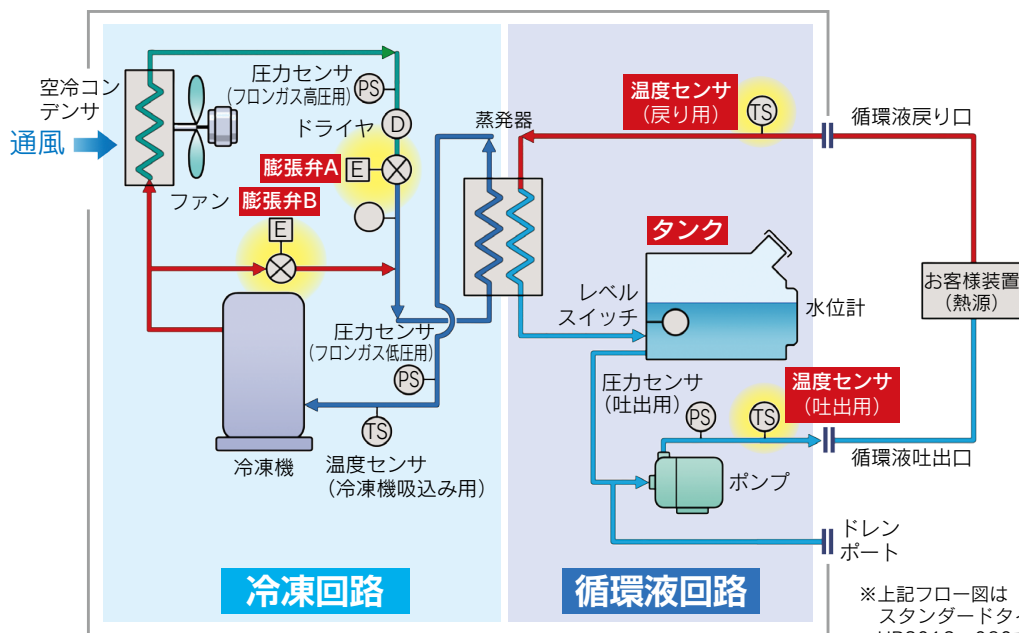 空冷コン
デンサ
通風
ファン
圧力センサ
(フロンガス高圧用)
PS
ドライヤ
D
膨張弁A
E
膨張弁B
E
蒸発器
温度センサ
(戻り用)
TS
循環液戻り口
タンク
レベル
スイッチ
水位計
お客様装置
(熱源)
圧力センサ
(フロンガス低圧用)
PS
TS
冷凍機
温度センサ
(冷凍機吸込み用)
圧力センサ
(吐出用)
PS
温度センサ
(吐出用)
TS
循環液吐出口
ポンプ
ドレン
ポート
冷凍回路
循環液回路
※上記フロー図は
スタンダードタイ